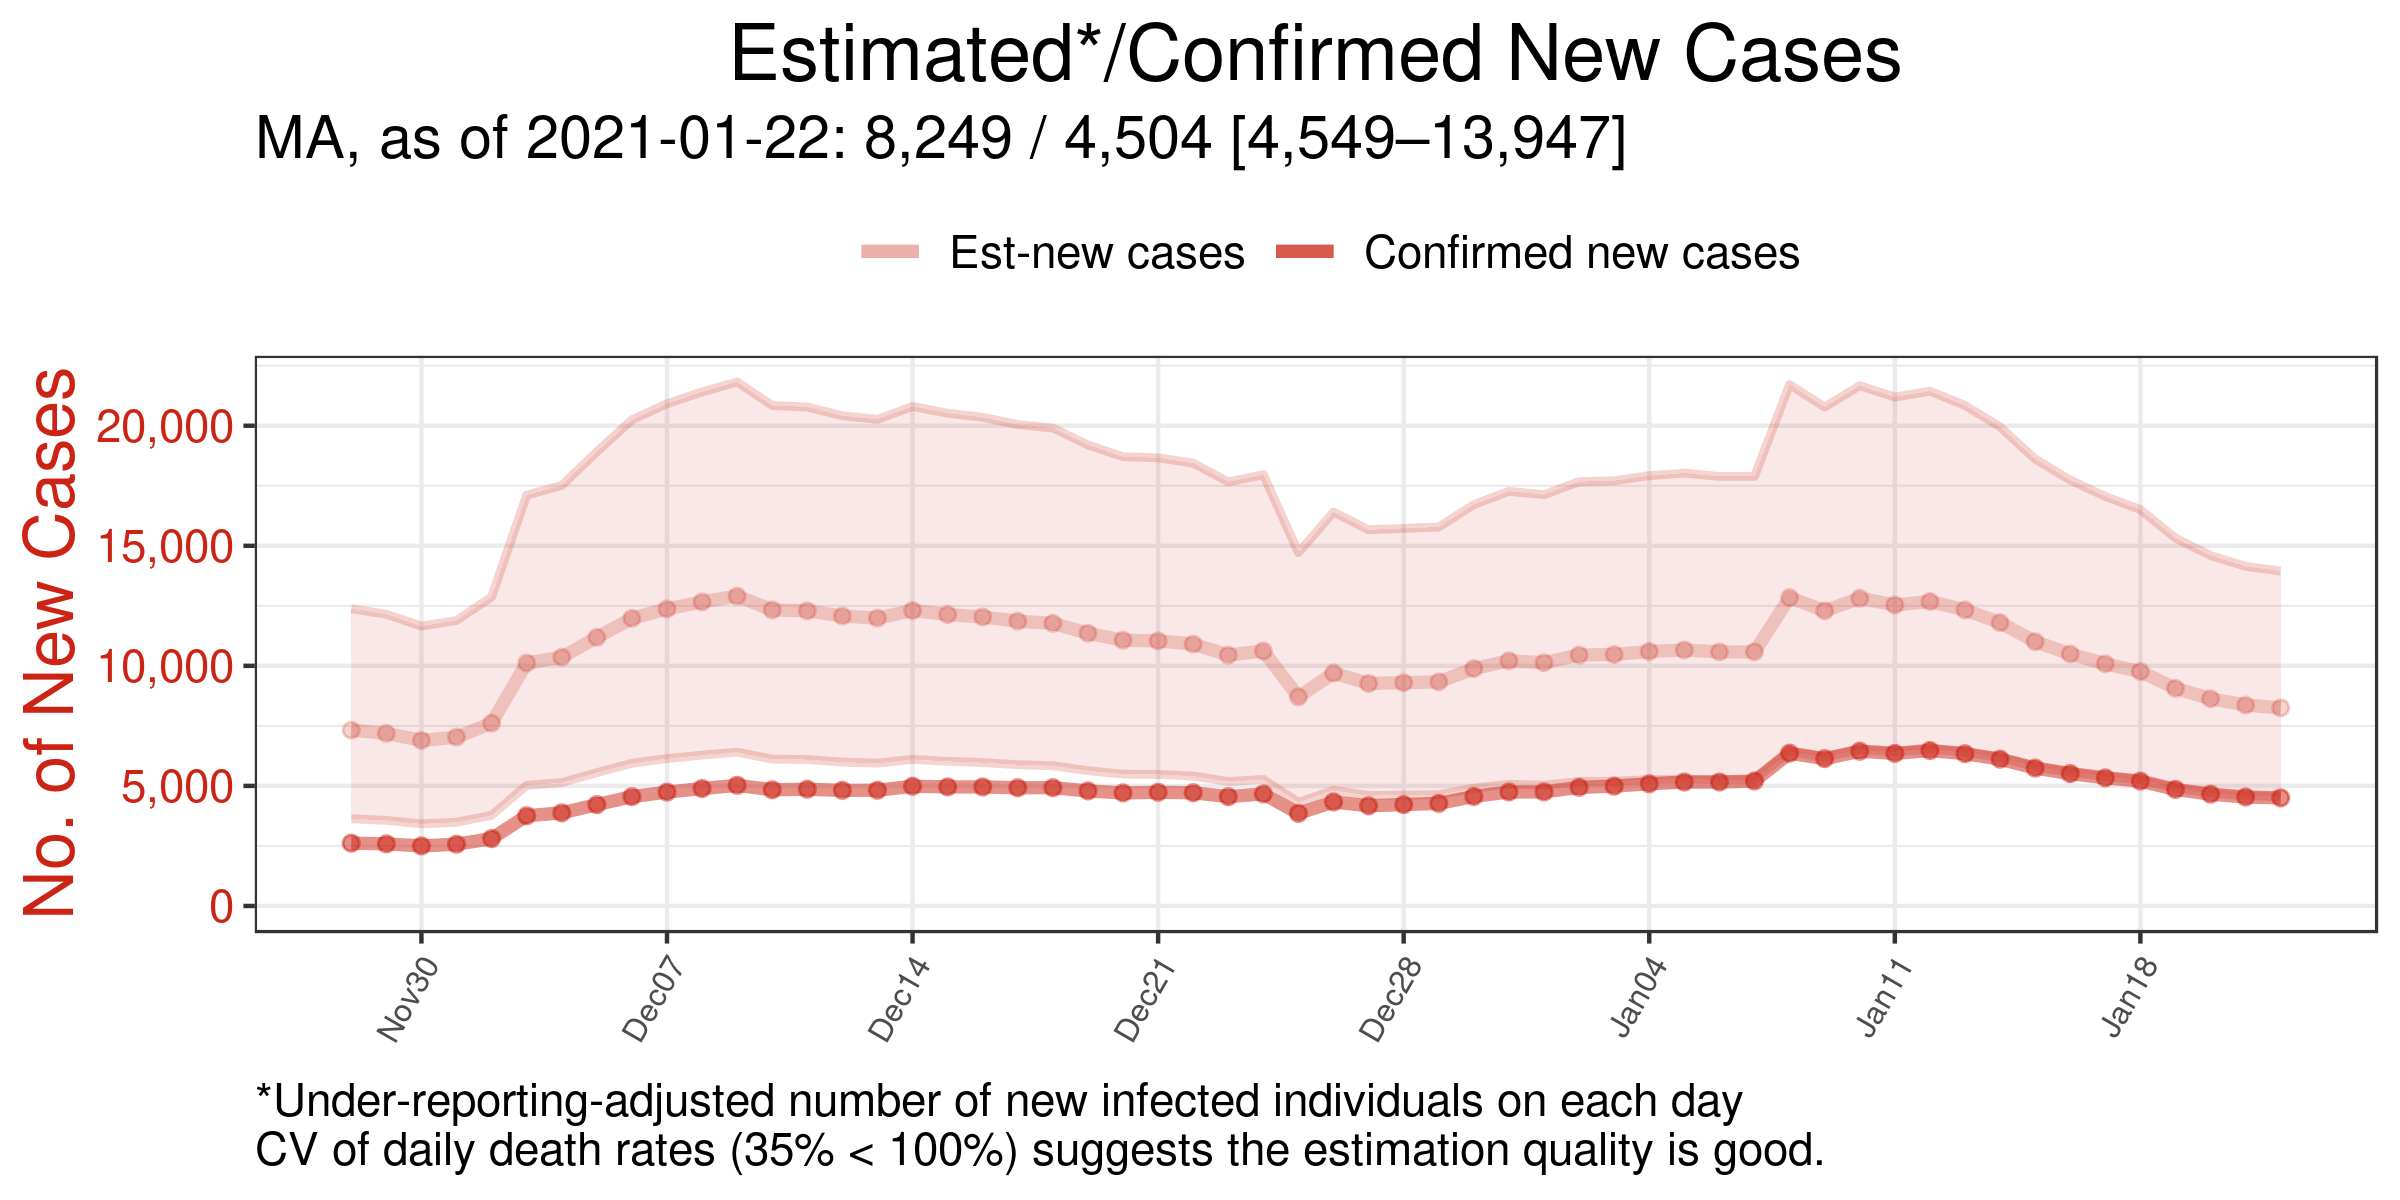 Estimated*/Confirmed New Cases
MA, as of 2021-01-22: 8,249 / 4,504 [4,549–13,947]
Est-new cases Confirmed new cases
No. of New Cases
20,000
15,000
10,000
5,000
0
Nov30 Dec07 Dec14 Dec21 Dec28 Jan04 Jan11 Jan18
*Under-reporting-adjusted number of new infected individuals on each day
CV of daily death rates (35% < 100%) suggests the estimation quality is good.